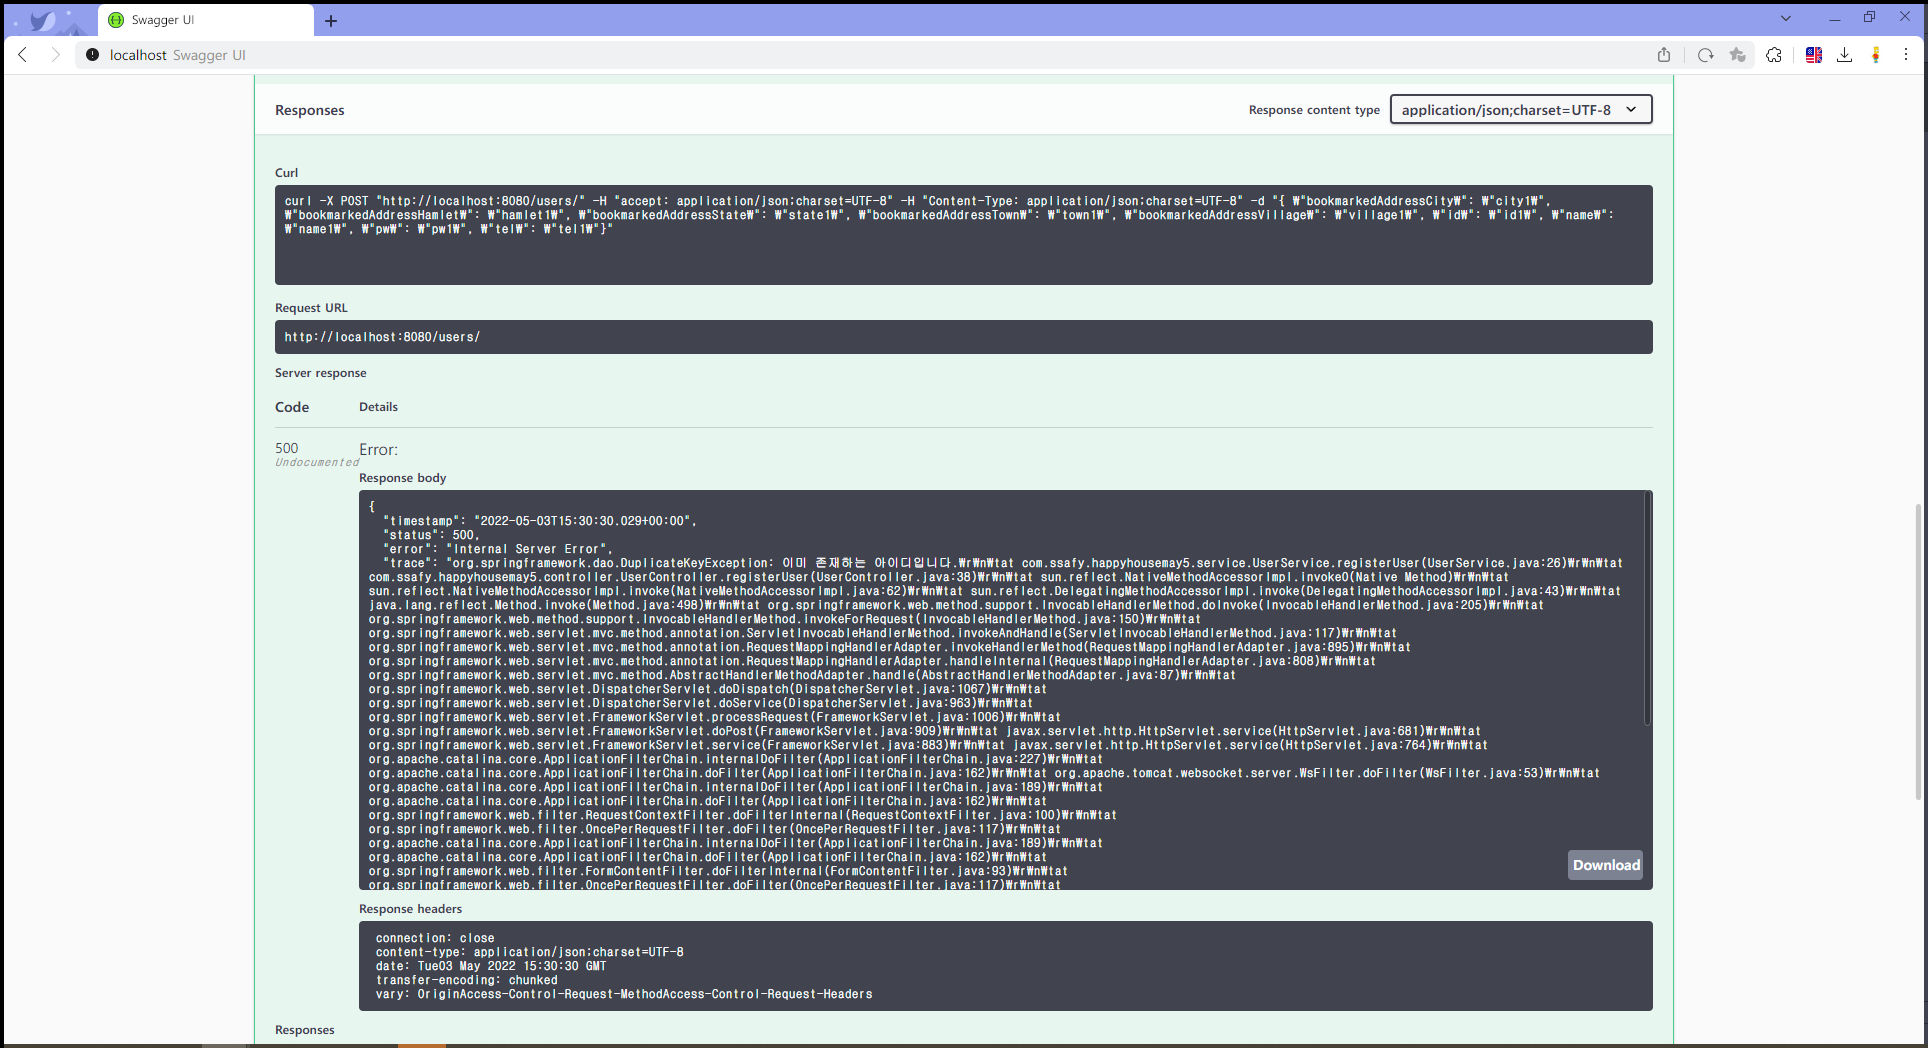 Swagger UI
localhost Swagger UI
Responses
Response content type
application/json;charset=UTF-8
Curl
curl -X POST "http://localhost:8080/users/" -H "accept: application/json;charset=UTF-8" -H "Content-Type: application/json;charset=UTF-8" -d "{ ₩"bookmarkedAddressCity₩": ₩"city1₩",
₩"bookmarkedAddressHamlet₩": ₩"hamlet1₩", ₩"bookmarkedAddressState₩": ₩"state1₩", ₩"bookmarkedAddressTown₩": ₩"town1₩", ₩"bookmarkedAddressVillage₩": ₩"village1₩", ₩"id₩": ₩"id1₩", ₩"name₩":
₩"name1₩", ₩"pw₩": ₩"pw1₩", ₩"tel₩": ₩"tel1₩"}"
Request URL
http://localhost:8080/users/
Server response
Code Details
500 Error:
Undocumented
Response body
{
"timestamp": "2022-05-03T15:30:30.029+00:00",
"status": 500,
"error": "Internal Server Error",
"trace": "org.springframework.dao.DuplicateKeyException: 이미 존재하는 아이디입니다.₩r₩n₩tat com.ssafy.happyhousemay5.service.UserService.registerUser(UserService.java:26)₩r₩n₩tat
com.ssafy.happyhousemay5.controller.UserController.registerUser(UserController.java:38)₩r₩n₩tat sun.reflect.NativeMethodAccessorImpl.invoke0(Native Method)₩r₩n₩tat
sun.reflect.NativeMethodAccessorImpl.invoke(NativeMethodAccessorImpl.java:62)₩r₩n₩tat sun.reflect.DelegatingMethodAccessorImpl.invoke(DelegatingMethodAccessorImpl.java:43)₩r₩n₩tat
java.lang.reflect.Method.invoke(Method.java:498)₩r₩n₩tat org.springframework.web.method.support.InvocableHandlerMethod.doInvoke(InvocableHandlerMethod.java:205)₩r₩n₩tat
org.springframework.web.method.support.InvocableHandlerMethod.invokeForRequest(InvocableHandlerMethod.java:150)₩r₩n₩tat
org.springframework.web.servlet.mvc.method.annotation.ServletInvocableHandlerMethod.invokeAndHandle(ServletInvocableHandlerMethod.java:117)₩r₩n₩tat
org.springframework.web.servlet.mvc.method.annotation.RequestMappingHandlerAdapter.invokeHandlerMethod(RequestMappingHandlerAdapter.java:895)₩r₩n₩tat
org.springframework.web.servlet.mvc.method.annotation.RequestMappingHandlerAdapter.handleInternal(RequestMappingHandlerAdapter.java:808)₩r₩n₩tat
org.springframework.web.servlet.mvc.method.AbstractHandlerMethodAdapter.handle(AbstractHandlerMethodAdapter.java:87)₩r₩n₩tat
org.springframework.web.servlet.DispatcherServlet.doDispatch(DispatcherServlet.java:1067)₩r₩n₩tat
org.springframework.web.servlet.DispatcherServlet.doService(DispatcherServlet.java:963)₩r₩n₩tat
org.springframework.web.servlet.FrameworkServlet.processRequest(FrameworkServlet.java:1006)₩r₩n₩tat
org.springframework.web.servlet.FrameworkServlet.doPost(FrameworkServlet.java:909)₩r₩n₩tat javax.servlet.http.HttpServlet.service(HttpServlet.java:681)₩r₩n₩tat
org.springframework.web.servlet.FrameworkServlet.service(FrameworkServlet.java:883)₩r₩n₩tat javax.servlet.http.HttpServlet.service(HttpServlet.java:764)₩r₩n₩tat
org.apache.catalina.core.ApplicationFilterChain.internalDoFilter(ApplicationFilterChain.java:227)₩r₩n₩tat
org.apache.catalina.core.ApplicationFilterChain.doFilter(ApplicationFilterChain.java:162)₩r₩n₩tat org.apache.tomcat.websocket.server.WsFilter.doFilter(WsFilter.java:53)₩r₩n₩tat
org.apache.catalina.core.ApplicationFilterChain.internalDoFilter(ApplicationFilterChain.java:189)₩r₩n₩tat
org.apache.catalina.core.ApplicationFilterChain.doFilter(ApplicationFilterChain.java:162)₩r₩n₩tat
org.springframework.web.filter.RequestContextFilter.doFilterInternal(RequestContextFilter.java:100)₩r₩n₩tat
org.springframework.web.filter.OncePerRequestFilter.doFilter(OncePerRequestFilter.java:117)₩r₩n₩tat
org.apache.catalina.core.ApplicationFilterChain.internalDoFilter(ApplicationFilterChain.java:189)₩r₩n₩tat
org.apache.catalina.core.ApplicationFilterChain.doFilter(ApplicationFilterChain.java:162)₩r₩n₩tat
org.springframework.web.filter.FormContentFilter.doFilterInternal(FormContentFilter.java:93)₩r₩n₩tat
org.springframework.web.filter.OncePerRequestFilter.doFilter(OncePerRequestFilter.java:117)₩r₩n₩tat
Download
Response headers
connection: close
content-type: application/json;charset=UTF-8
date: Tue03 May 2022 15:30:30 GMT
transfer-encoding: chunked
vary: OriginAccess-Control-Request-MethodAccess-Control-Request-Headers
Responses